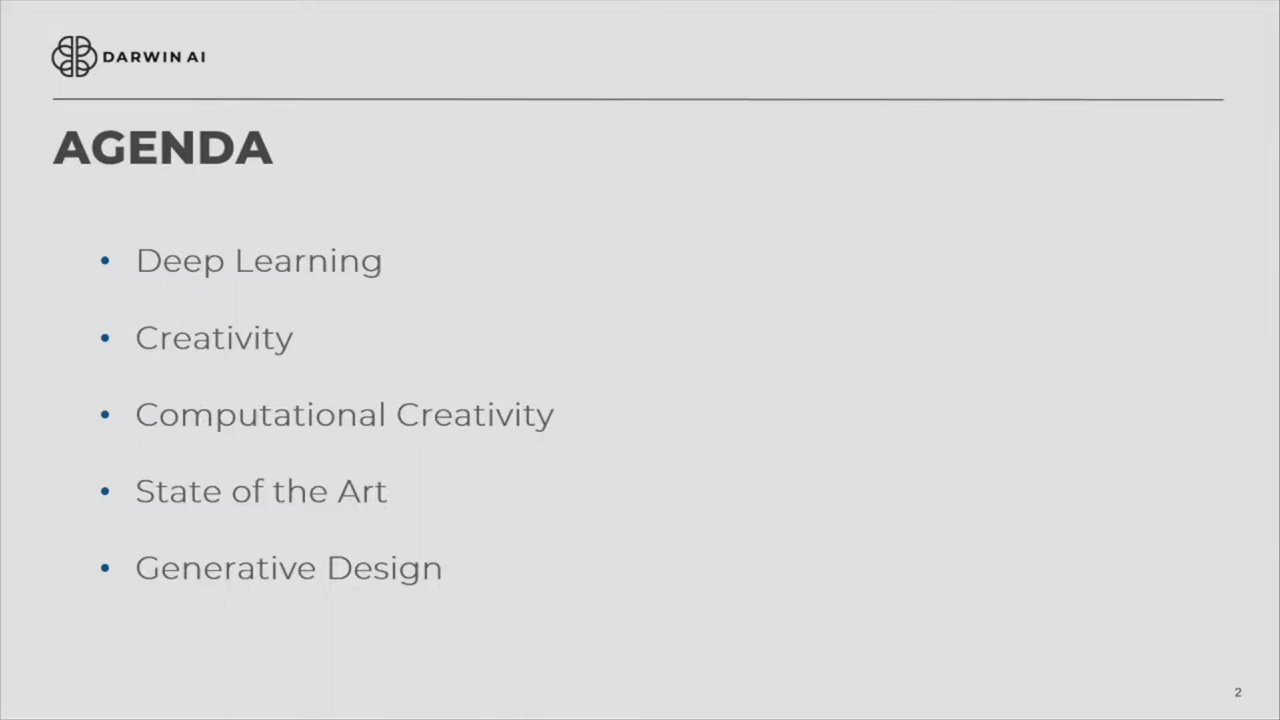 DARWIN AI
AGENDA
• Deep Learning
• Creativity
• Computational Creativity
• State of the Art
• Generative Design
2